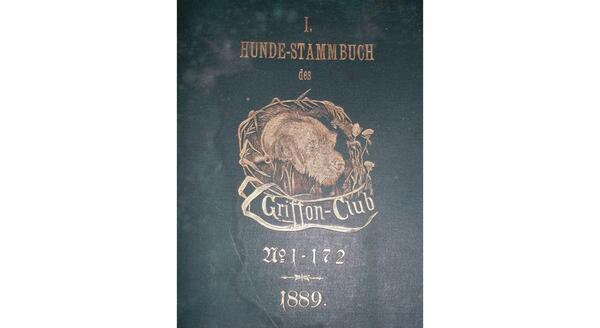 I.
HUNDE-STAMMBUCH
des
Griffon-Club
No 1-172
1889.